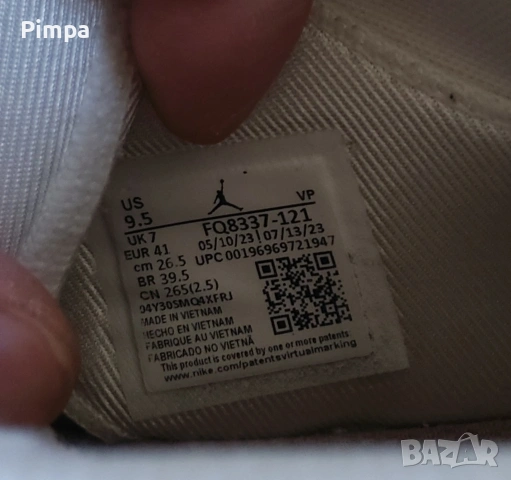 Pimpa
US
9.5
VP
UK 7
FQ8337-121
EUR 41
05/10/23 | 07/13/23
cm 26.5
UPC 00196969721947
BR 39.5
CN 265(2.5)
04Y30SMQ4XFRJ
MADE IN VIETNAM
HECHO EN VIETNAM
FABRIQUE AU VIETNAM
FABRICADO NO VIETNÃ
This product is covered by one or more patents
www.nike.com/patentsvirtualmarking
BAZAR